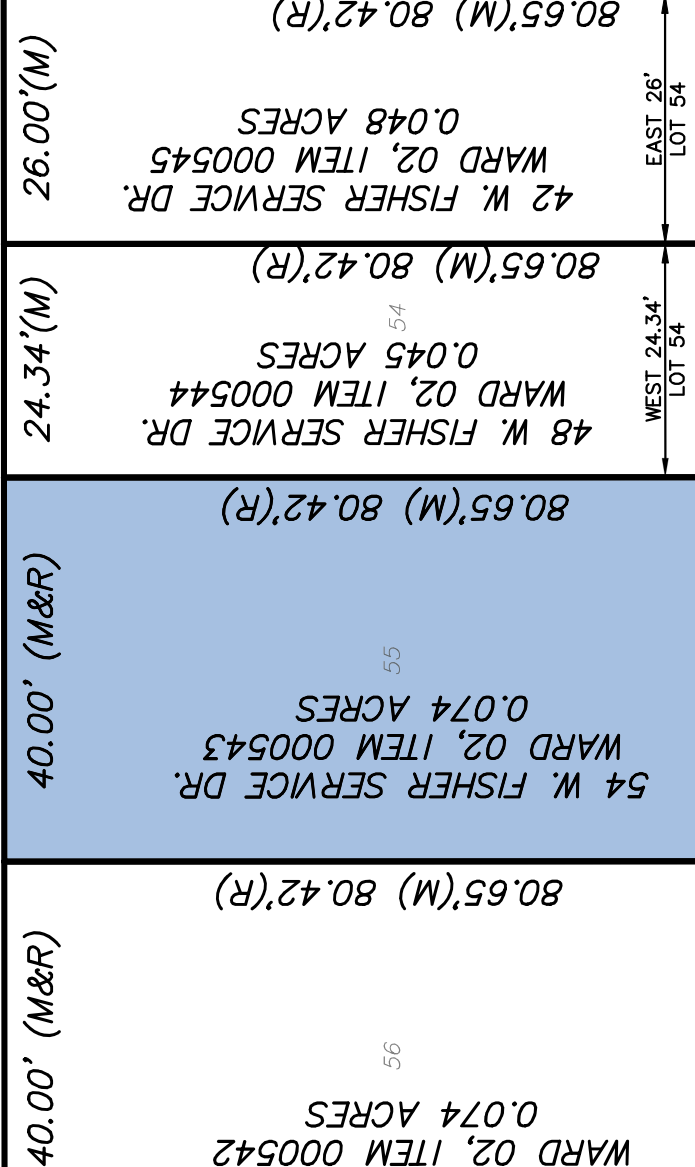 80.65'(M) 80.42'(R)
26.00'(M)
42 W. FISHER SERVICE DR.
WARD 02, ITEM 000545
0.048 ACRES
EAST 26'
LOT 54
80.65'(M) 80.42'(R)
24.34'(M)
54
48 W. FISHER SERVICE DR.
WARD 02, ITEM 000544
0.045 ACRES
WEST 24.34'
LOT 54
80.65'(M) 80.42'(R)
40.00' (M&R)
55
54 W. FISHER SERVICE DR.
WARD 02, ITEM 000543
0.074 ACRES
80.65'(M) 80.42'(R)
40.00' (M&R)
56
WARD 02, ITEM 000542
0.074 ACRES